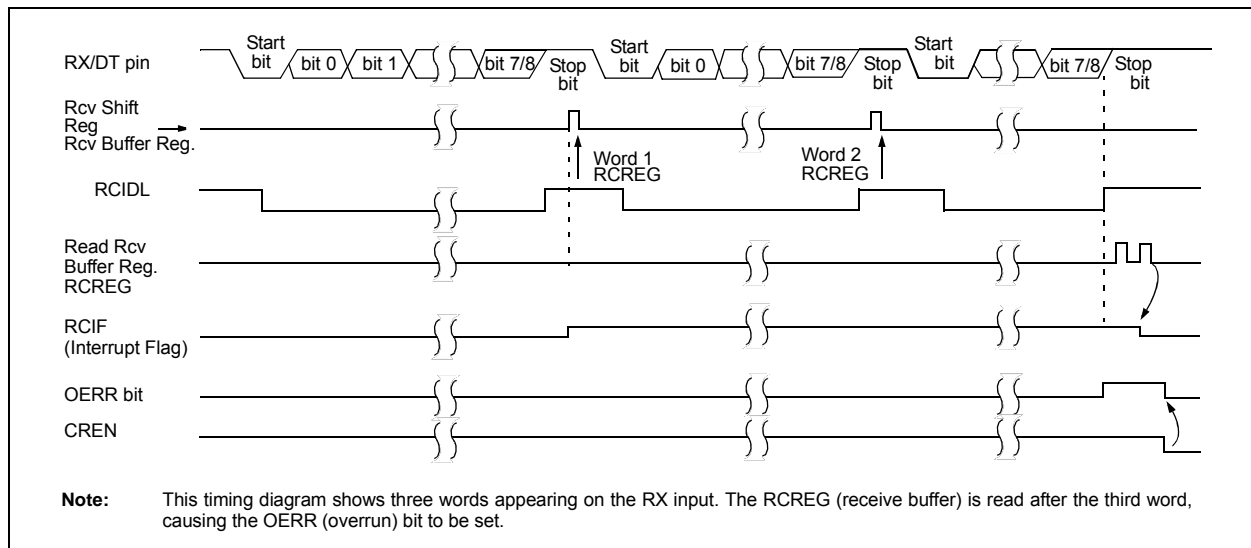 RX/DT pin
Start
bit
bit 0
bit 1
bit 7/8
Stop
bit
Start
bit
bit 0
bit 7/8
Stop
bit
Start
bit
bit 7/8
Stop
bit
Rcv Shift
Reg
Rcv Buffer Reg.
Word 1
RCREG
Word 2
RCREG
RCIDL
Read Rcv
Buffer Reg.
RCREG
RCIF
(Interrupt Flag)
OERR bit
CREN
Note: This timing diagram shows three words appearing on the RX input. The RCREG (receive buffer) is read after the third word,
causing the OERR (overrun) bit to be set.